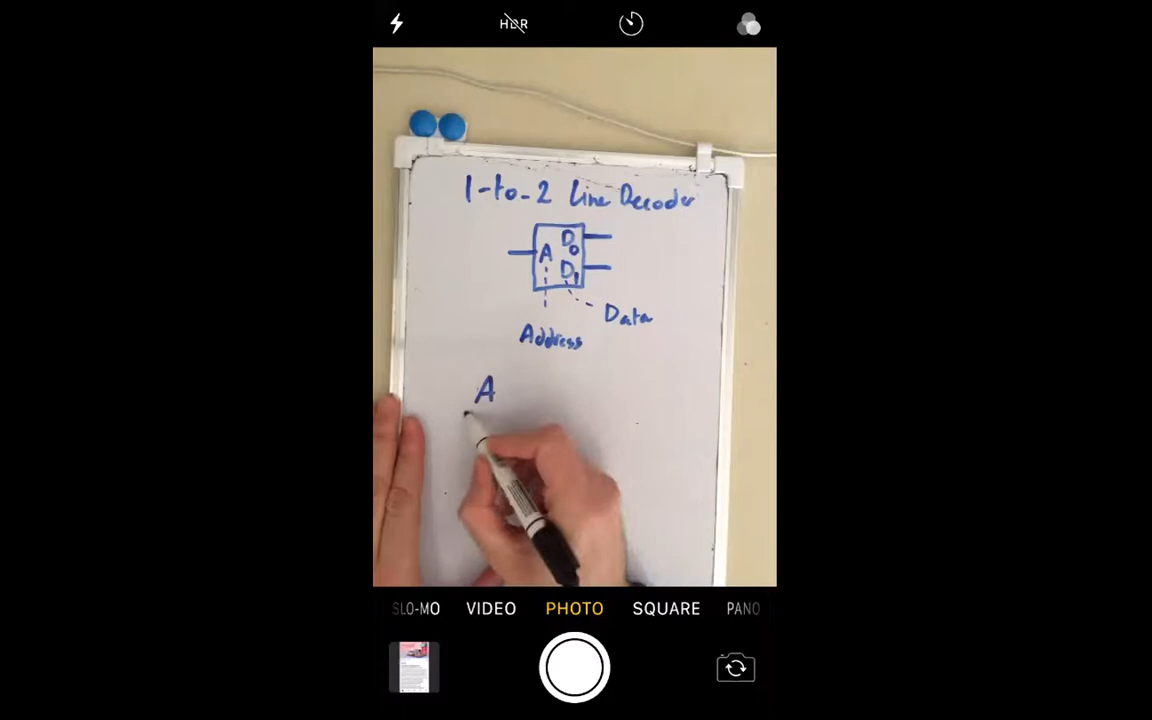 HDR
1-to-2 Line Decoder
A D0
D1
Data
Address
A
SLO-MO VIDEO PHOTO SQUARE PANO